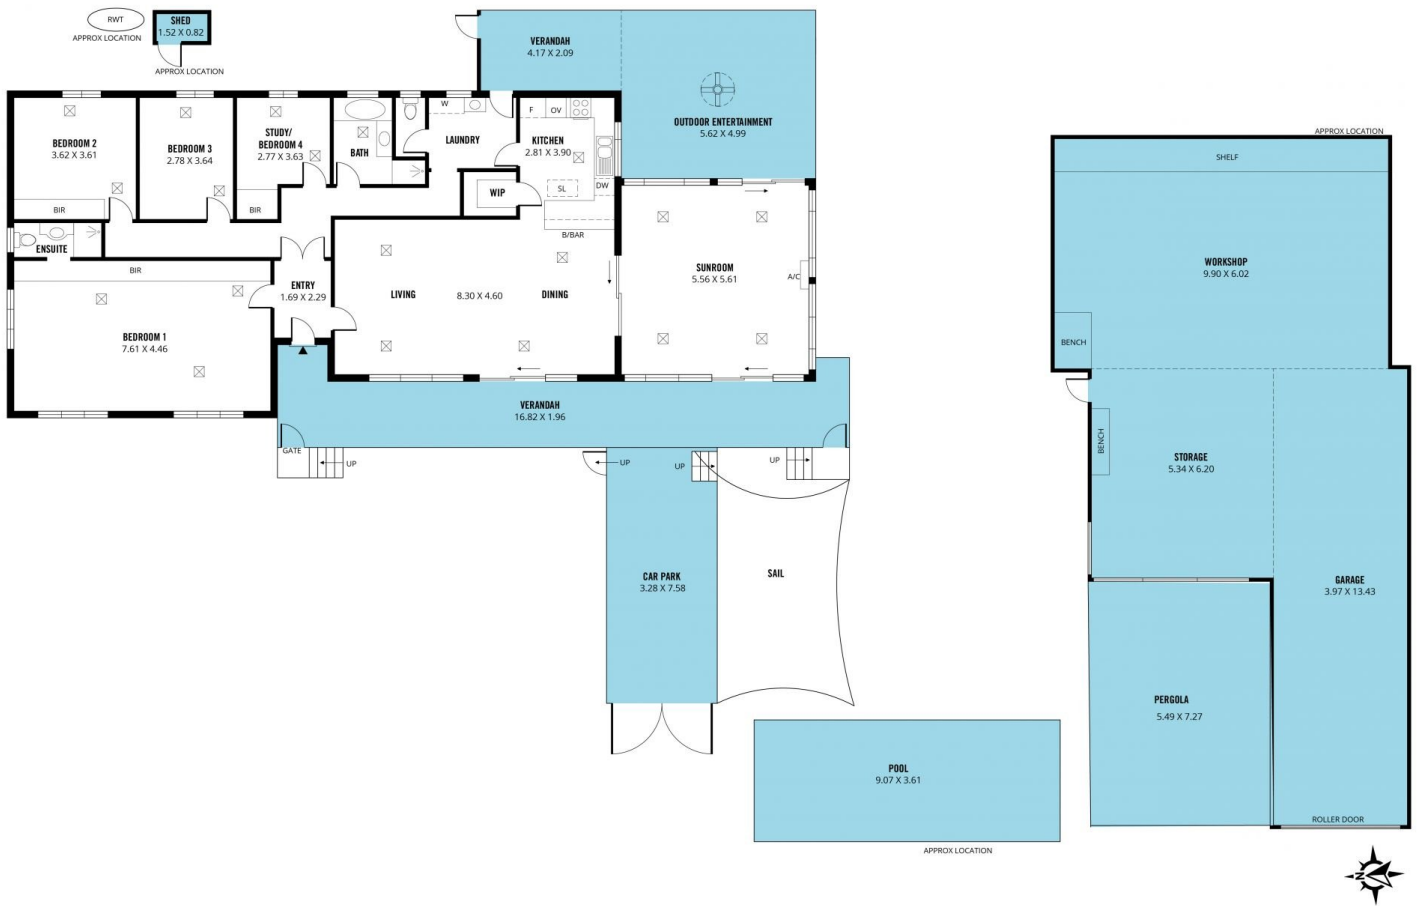 RWT
APPROX LOCATION
SHED
1.52 X 0.82
APPROX LOCATION
VERANDAH
4.17 X 2.09
OUTDOOR ENTERTAINMENT
5.62 X 4.99
BEDROOM 2
3.62 X 3.61
BIR
BEDROOM 3
2.78 X 3.64
STUDY/
BEDROOM 4
2.77 X 3.63
BIR
BATH
W
LAUNDRY
F
OV
KITCHEN
2.81 X 3.90
WIP
SL
DW
B/BAR
ENSUITE
BIR
BEDROOM 1
7.61 X 4.46
ENTRY
1.69 X 2.29
LIVING
8.30 X 4.60
DINING
SUNROOM
5.56 X 5.61
A/C
VERANDAH
16.82 X 1.96
GATE
UP
UP
UP
UP
CAR PARK
3.28 X 7.58
SAIL
POOL
9.07 X 3.61
APPROX LOCATION
APPROX LOCATION
SHELF
WORKSHOP
9.90 X 6.02
BENCH
BENCH
STORAGE
5.34 X 6.20
GARAGE
3.97 X 13.43
PERGOLA
5.49 X 7.27
ROLLER DOOR
N